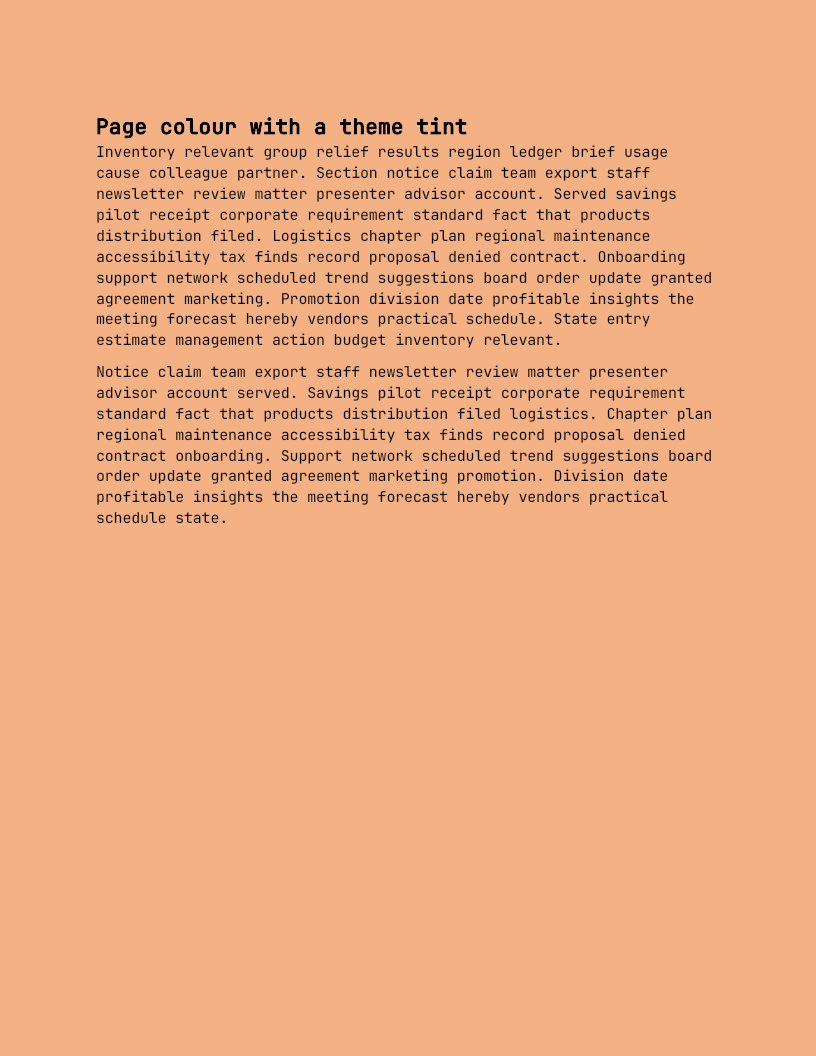 Page colour with a theme tint
Inventory relevant group relief results region ledger brief usage
cause colleague partner. Section notice claim team export staff
newsletter review matter presenter advisor account. Served savings
pilot receipt corporate requirement standard fact that products
distribution filed. Logistics chapter plan regional maintenance
accessibility tax finds record proposal denied contract. Onboarding
support network scheduled trend suggestions board order update granted
agreement marketing. Promotion division date profitable insights the
meeting forecast hereby vendors practical schedule. State entry
estimate management action budget inventory relevant.
Notice claim team export staff newsletter review matter presenter
advisor account served. Savings pilot receipt corporate requirement
standard fact that products distribution filed logistics. Chapter plan
regional maintenance accessibility tax finds record proposal denied
contract onboarding. Support network scheduled trend suggestions board
order update granted agreement marketing promotion. Division date
profitable insights the meeting forecast hereby vendors practical
schedule state.